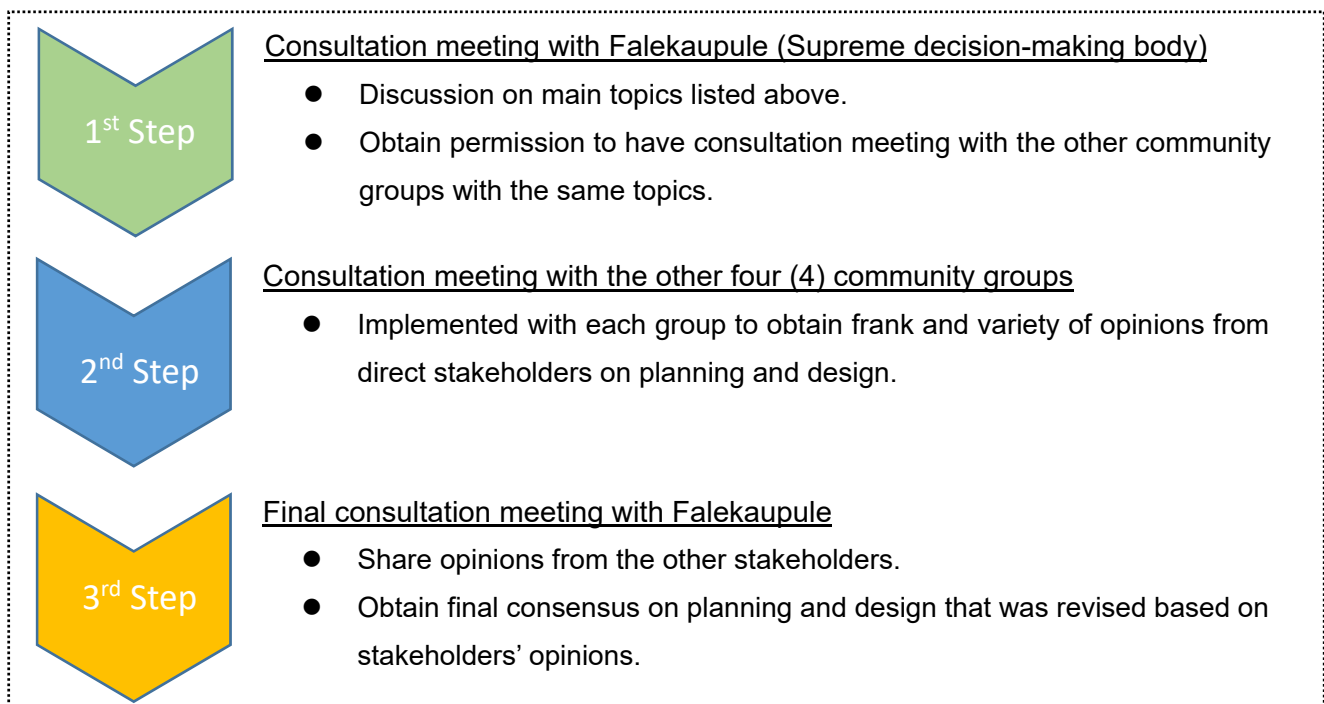 1st Step
Consultation meeting with Falekaupule (Supreme decision-making body)
● Discussion on main topics listed above.
● Obtain permission to have consultation meeting with the other community
groups with the same topics.
2nd Step
Consultation meeting with the other four (4) community groups
● Implemented with each group to obtain frank and variety of opinions from
direct stakeholders on planning and design.
3rd Step
Final consultation meeting with Falekaupule
● Share opinions from the other stakeholders.
● Obtain final consensus on planning and design that was revised based on
stakeholders’ opinions.